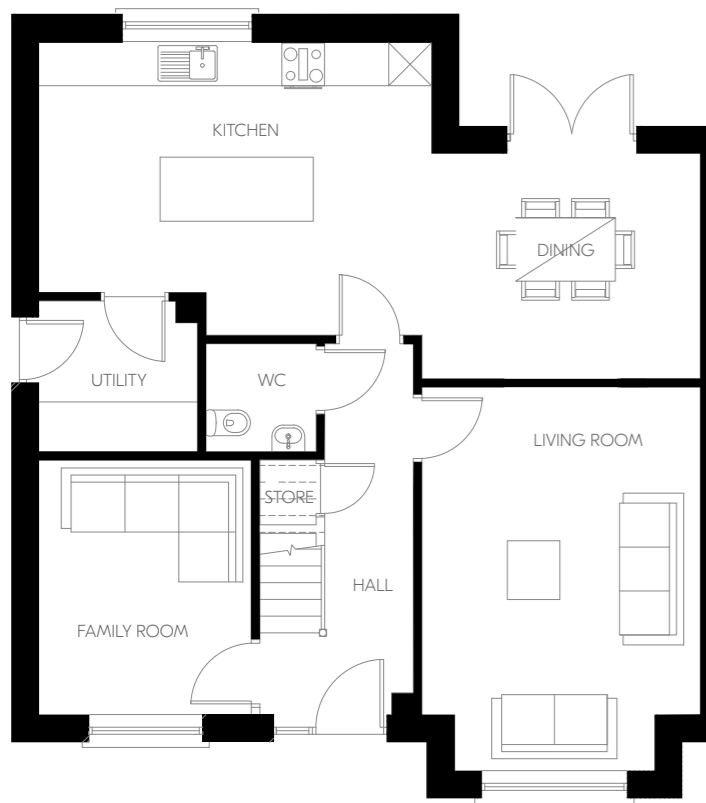 KITCHEN
DINING
UTILITY
WC
LIVING ROOM
STORE
HALL
FAMILY ROOM